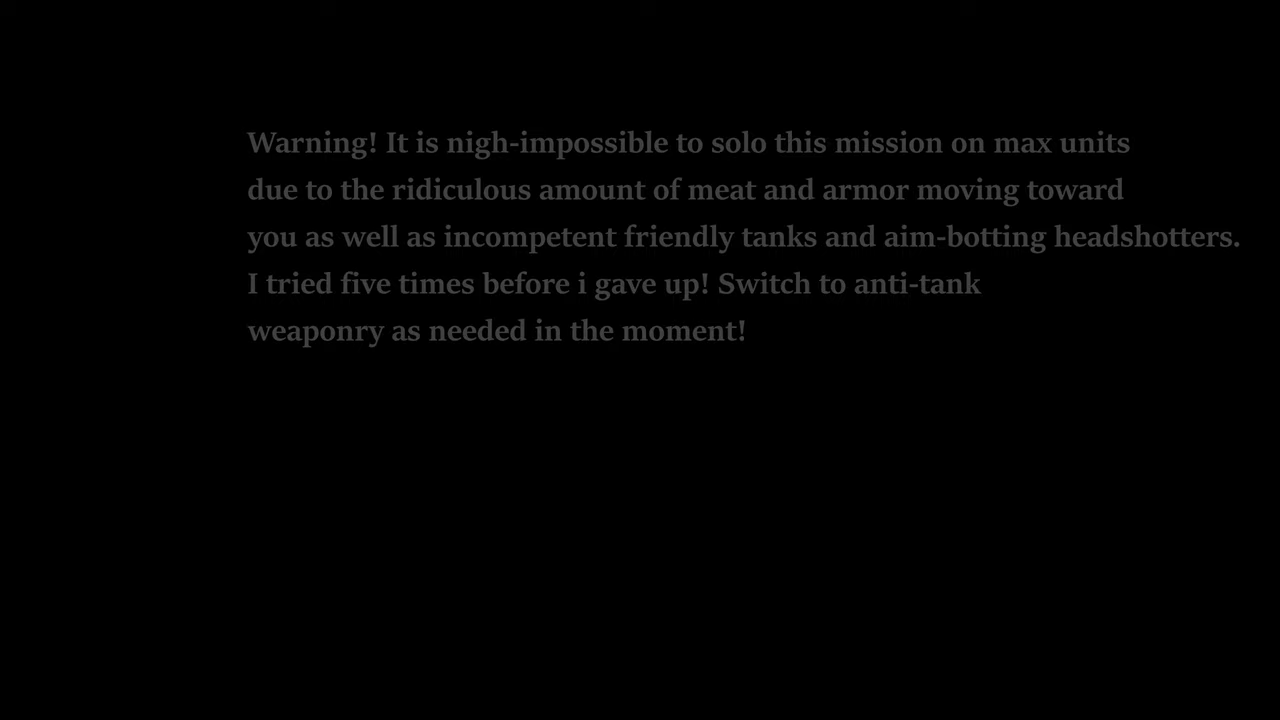 Warning! It is nigh-impossible to solo this mission on max units
due to the ridiculous amount of meat and armor moving toward
you as well as incompetent friendly tanks and aim-botting headshotters.
I tried five times before i gave up! Switch to anti-tank
weaponry as needed in the moment!